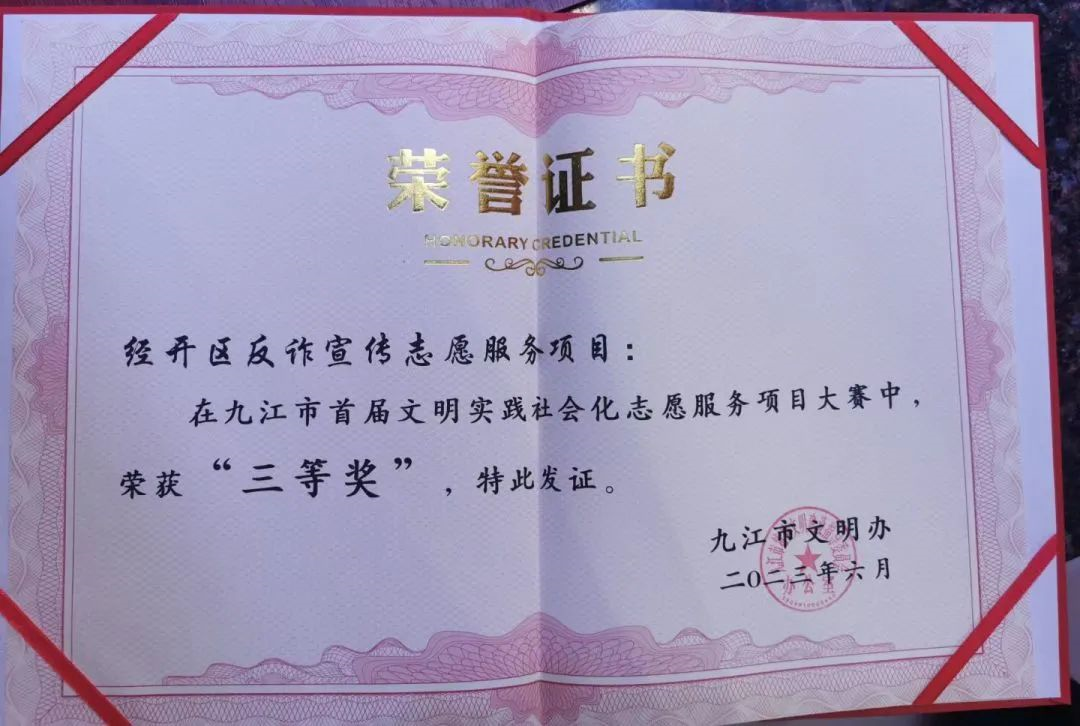 荣誉证书
HONORARY CREDENTIAL
经开区反诈宣传志愿服务项目：
在九江市首届文明实践社会化志愿服务项目大赛中，
荣获“三等奖”，特此发证。
九江市文明办
二〇二三年六月
办公室